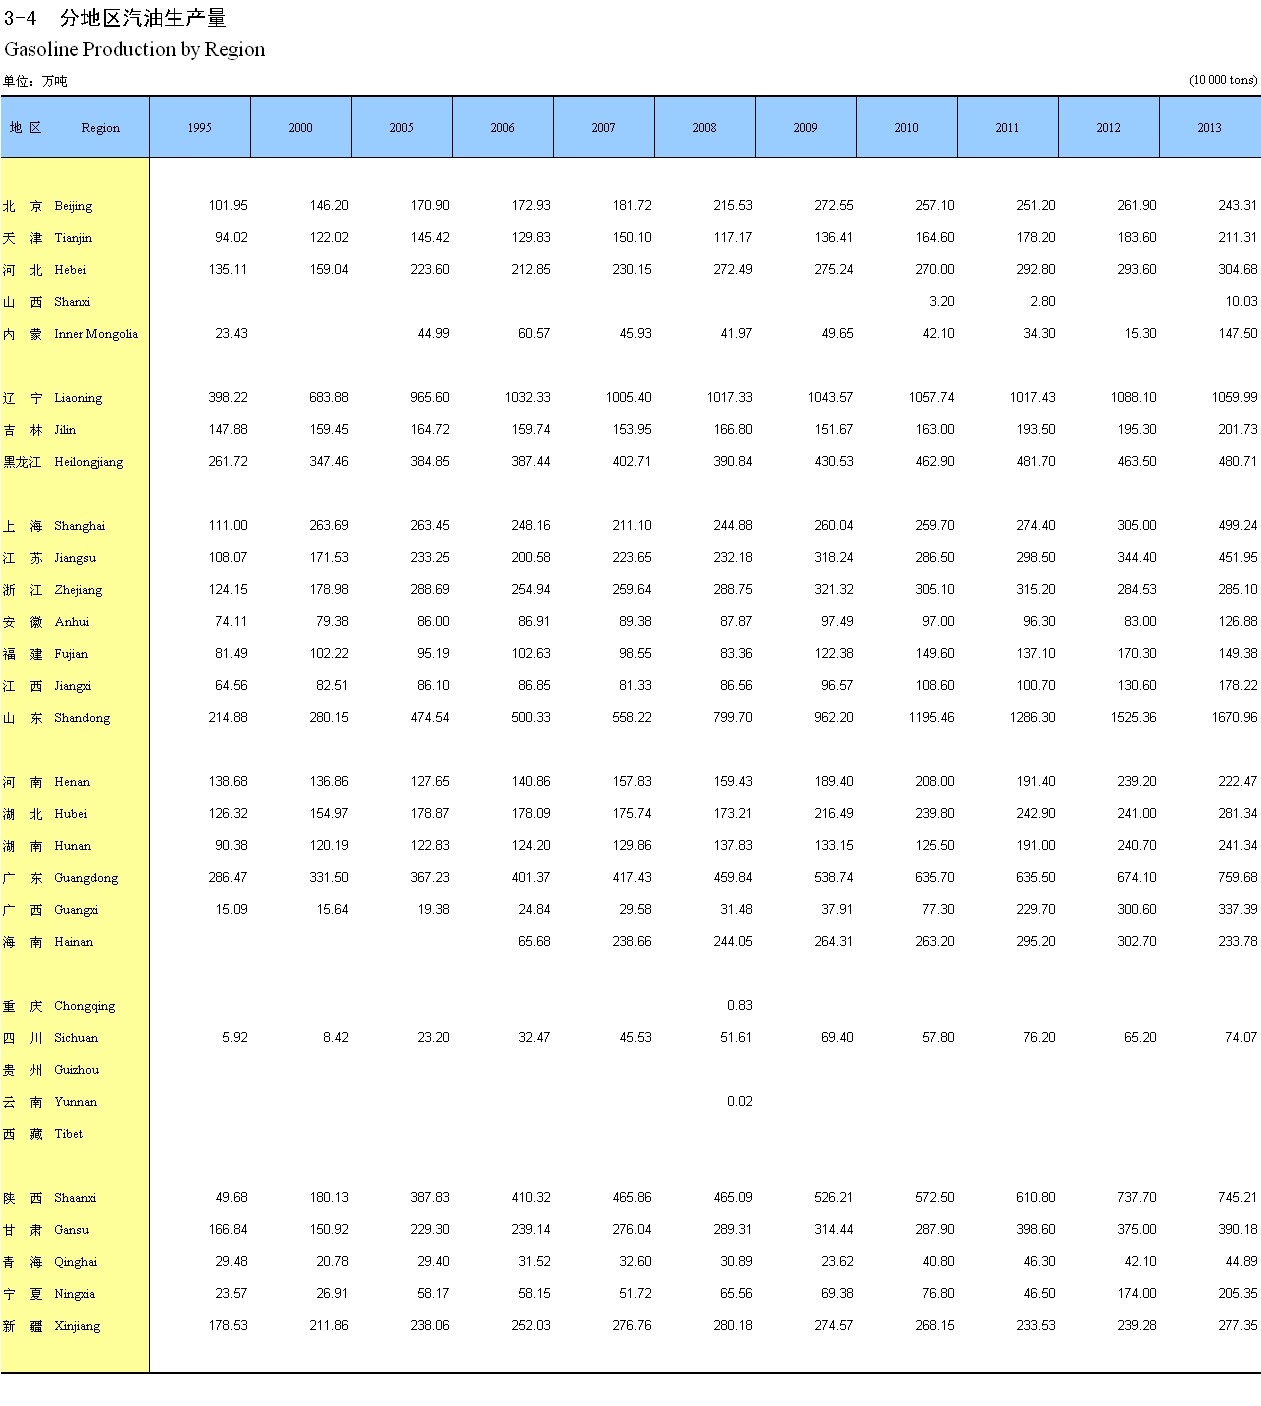 3-4 分地区汽油生产量
Gasoline Production by Region
单位：万吨 (10 000 tons)
地 区 Region 1995 2000 2005 2006 2007 2008 2009 2010 2011 2012 2013
北 京 Beijing 101.95 146.20 170.90 172.93 181.72 215.53 272.55 257.10 251.20 261.90 243.31
天 津 Tianjin 94.02 122.02 145.42 129.83 150.10 117.17 136.41 164.60 178.20 183.60 211.31
河 北 Hebei 135.11 159.04 223.60 212.85 230.15 272.49 275.24 270.00 292.80 293.60 304.68
山 西 Shanxi 3.20 2.80 10.03
内 蒙 Inner Mongolia 23.43 44.99 60.57 45.93 41.97 49.65 42.10 34.30 15.30 147.50
辽 宁 Liaoning 398.22 683.88 965.60 1032.33 1005.40 1017.33 1043.57 1057.74 1017.43 1088.10 1059.99
吉 林 Jilin 147.88 159.45 164.72 159.74 153.95 166.80 151.67 163.00 193.50 195.30 201.73
黑龙江 Heilongjiang 261.72 347.46 384.85 387.44 402.71 390.84 430.53 462.90 481.70 463.50 480.71
上 海 Shanghai 111.00 263.69 263.45 248.16 211.10 244.88 260.04 259.70 274.40 305.00 499.24
江 苏 Jiangsu 108.07 171.53 233.25 200.58 223.65 232.18 318.24 286.50 298.50 344.40 451.95
浙 江 Zhejiang 124.15 178.98 288.69 254.94 259.64 288.75 321.32 305.10 315.20 284.53 285.10
安 徽 Anhui 74.11 79.38 86.00 86.91 89.38 87.87 97.49 97.00 96.30 83.00 126.88
福 建 Fujian 81.49 102.22 95.19 102.63 98.55 83.36 122.38 149.60 137.10 170.30 149.38
江 西 Jiangxi 64.56 82.51 86.10 86.85 81.33 86.56 96.57 108.60 100.70 130.60 178.22
山 东 Shandong 214.88 280.15 474.54 500.33 558.22 799.70 962.20 1195.46 1286.30 1525.36 1670.96
河 南 Henan 138.68 136.86 127.65 140.86 157.83 159.43 189.40 208.00 191.40 239.20 222.47
湖 北 Hubei 126.32 154.97 178.87 178.09 175.74 173.21 216.49 239.80 242.90 241.00 281.34
湖 南 Hunan 90.38 120.19 122.83 124.20 129.86 137.83 133.15 125.50 191.00 240.70 241.34
广 东 Guangdong 286.47 331.50 367.23 401.37 417.43 459.84 538.74 635.70 635.50 674.10 759.68
广 西 Guangxi 15.09 15.64 19.38 24.84 29.58 31.48 37.91 77.30 229.70 300.60 337.39
海 南 Hainan 65.68 238.66 244.05 264.31 263.20 295.20 302.70 233.78
重 庆 Chongqing 0.83
四 川 Sichuan 5.92 8.42 23.20 32.47 45.53 51.61 69.40 57.80 76.20 65.20 74.07
贵 州 Guizhou
云 南 Yunnan 0.02
西 藏 Tibet
陕 西 Shaanxi 49.68 180.13 387.83 410.32 465.86 465.09 526.21 572.50 610.80 737.70 745.21
甘 肃 Gansu 166.84 150.92 229.30 239.14 276.04 289.31 314.44 287.90 398.60 375.00 390.18
青 海 Qinghai 29.48 20.78 29.40 31.52 32.60 30.89 23.62 40.80 46.30 42.10 44.89
宁 夏 Ningxia 23.57 26.91 58.17 58.15 51.72 65.56 69.38 76.80 46.50 174.00 205.35
新 疆 Xinjiang 178.53 211.86 238.06 252.03 276.76 280.18 274.57 268.15 233.53 239.28 277.35